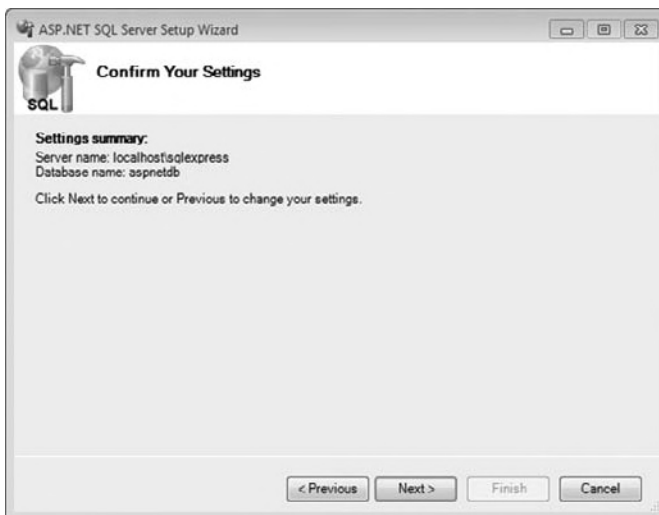 ASP.NET SQL Server Setup Wizard
Confirm Your Settings
SQL
Settings summary:
Server name: localhost\sqlexpress
Database name: aspnetdb
Click Next to continue or Previous to change your settings.
< Previous
Next >
Finish
Cancel